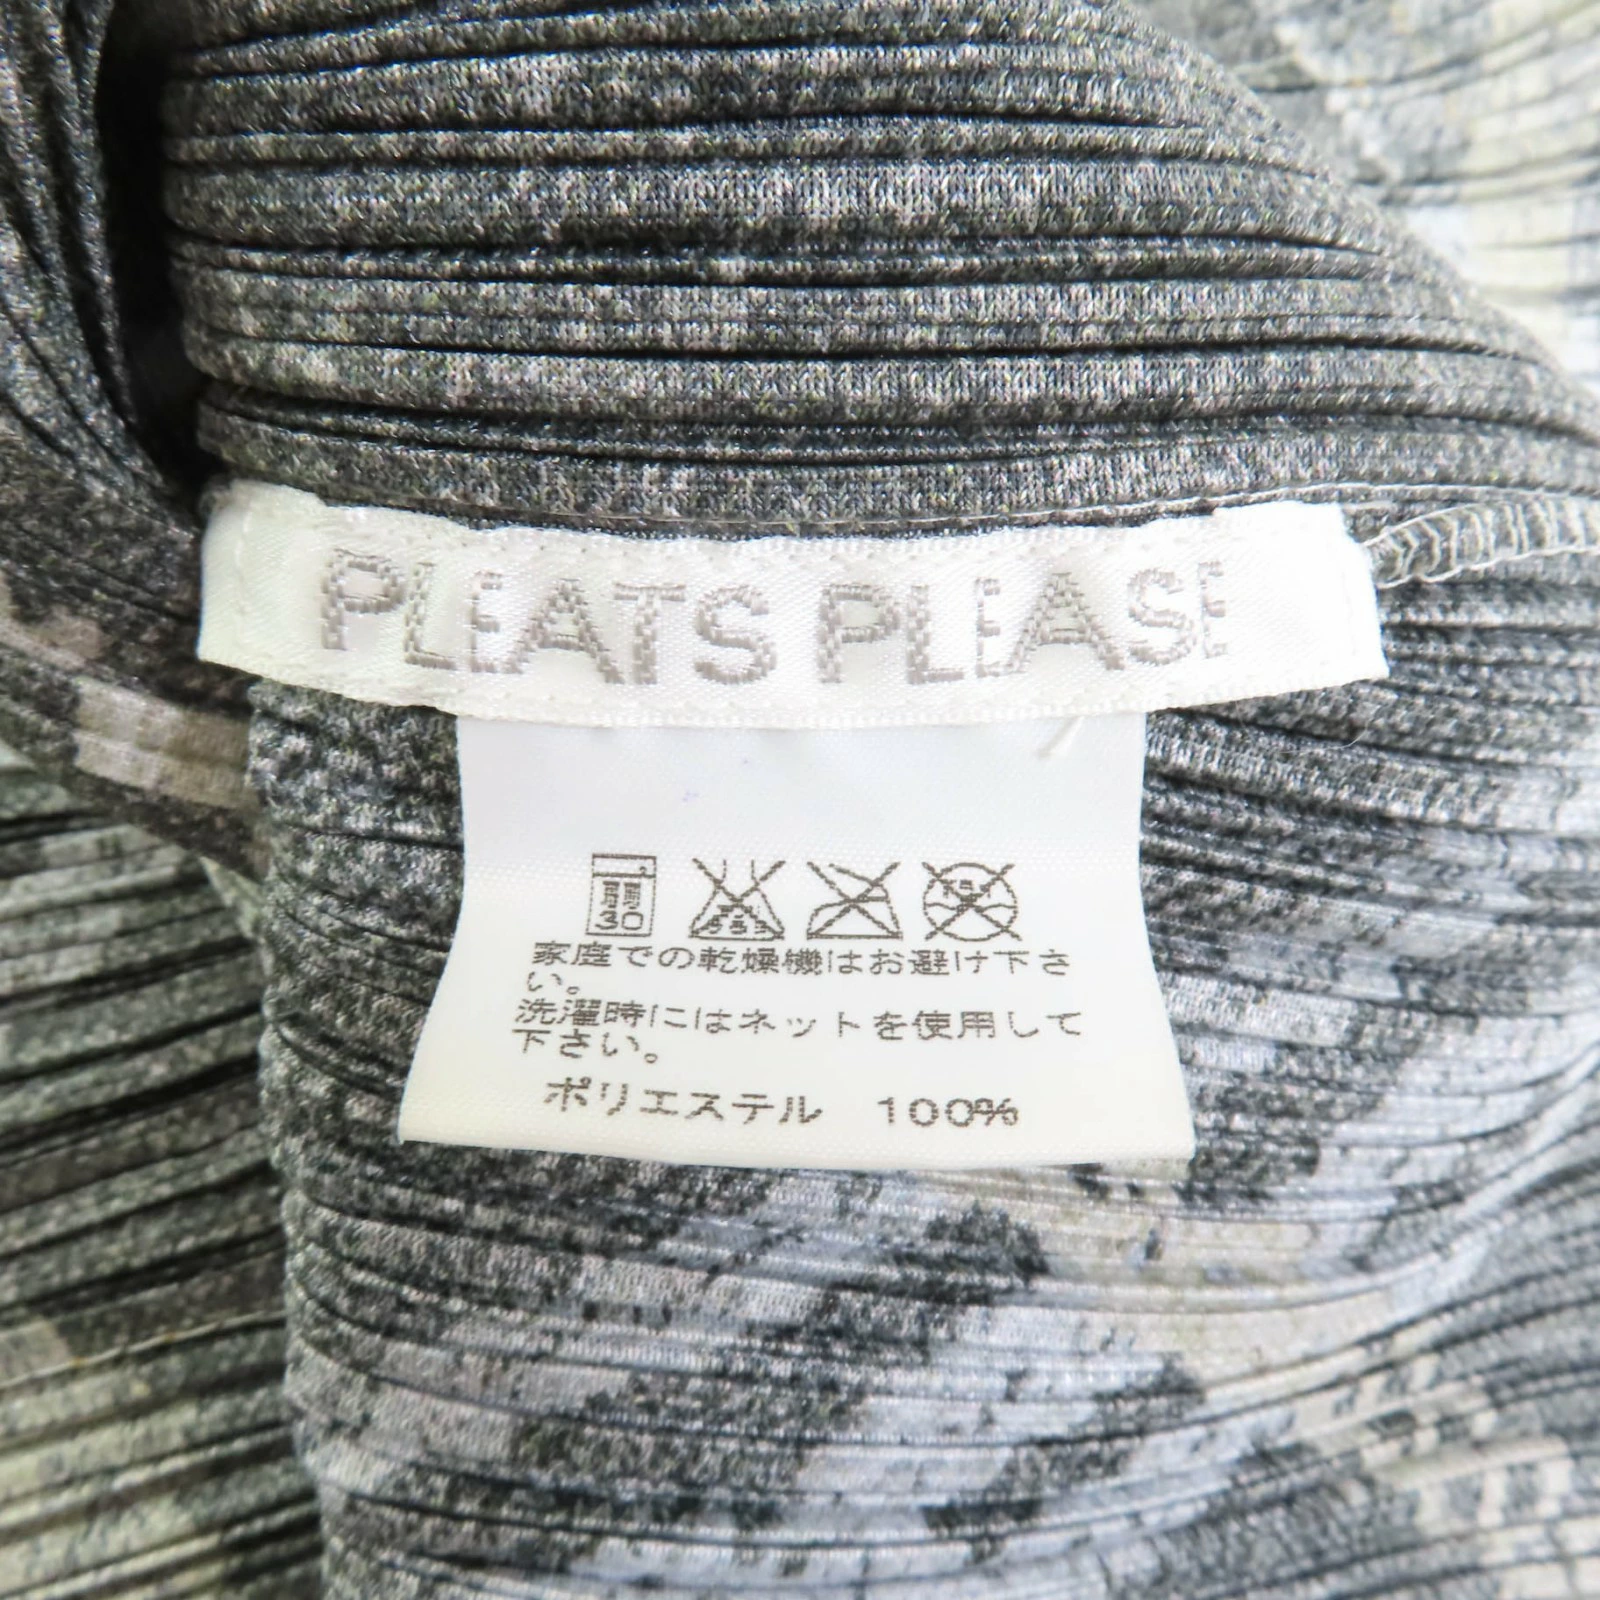 PLEATS PLEASE
30
家庭での乾燥機はお避け下さ
い。
洗濯時にはネットを使用して
下さい。
ポリエステル 100%